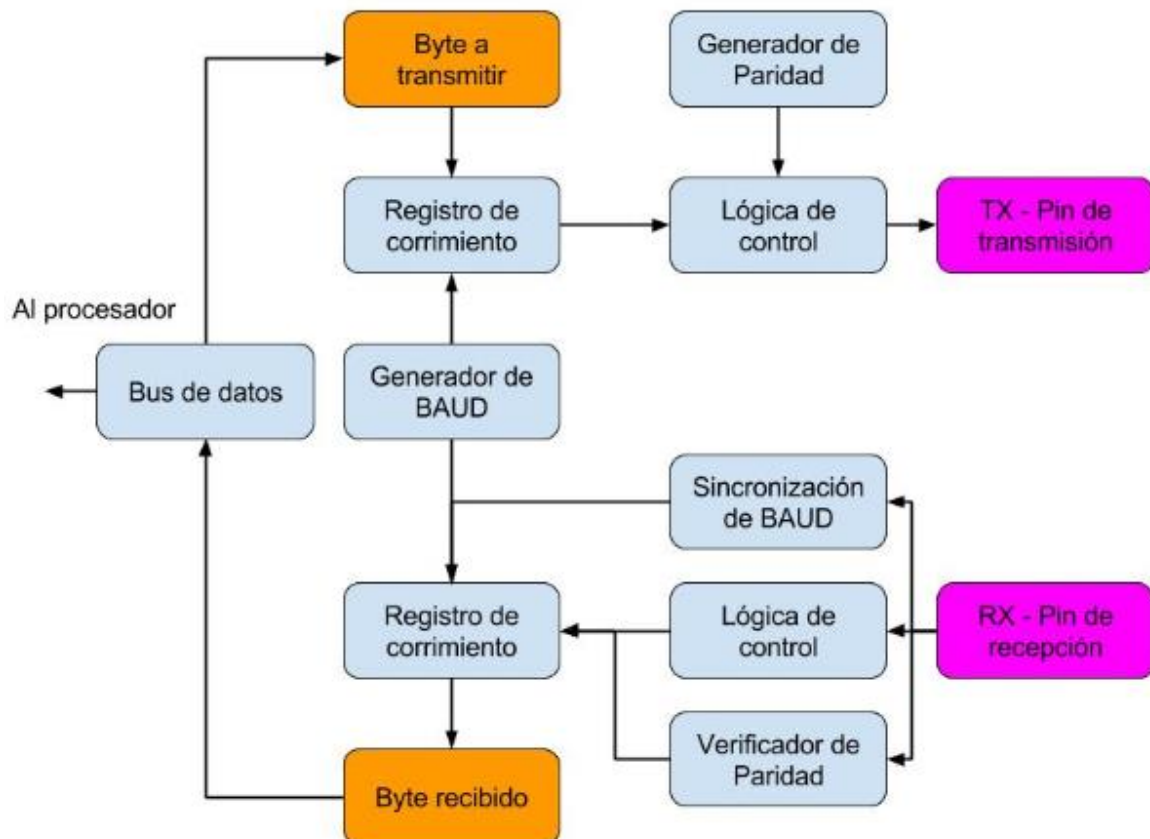 Byte a
transmitir
Generador de
Paridad
Registro de
corrimiento
Lógica de
control
TX - Pin de
transmisión
Al procesador
Bus de datos
Generador de
BAUD
Sincronización
de BAUD
Registro de
corrimiento
Lógica de
control
RX - Pin de
recepción
Verificador de
Paridad
Byte recibido